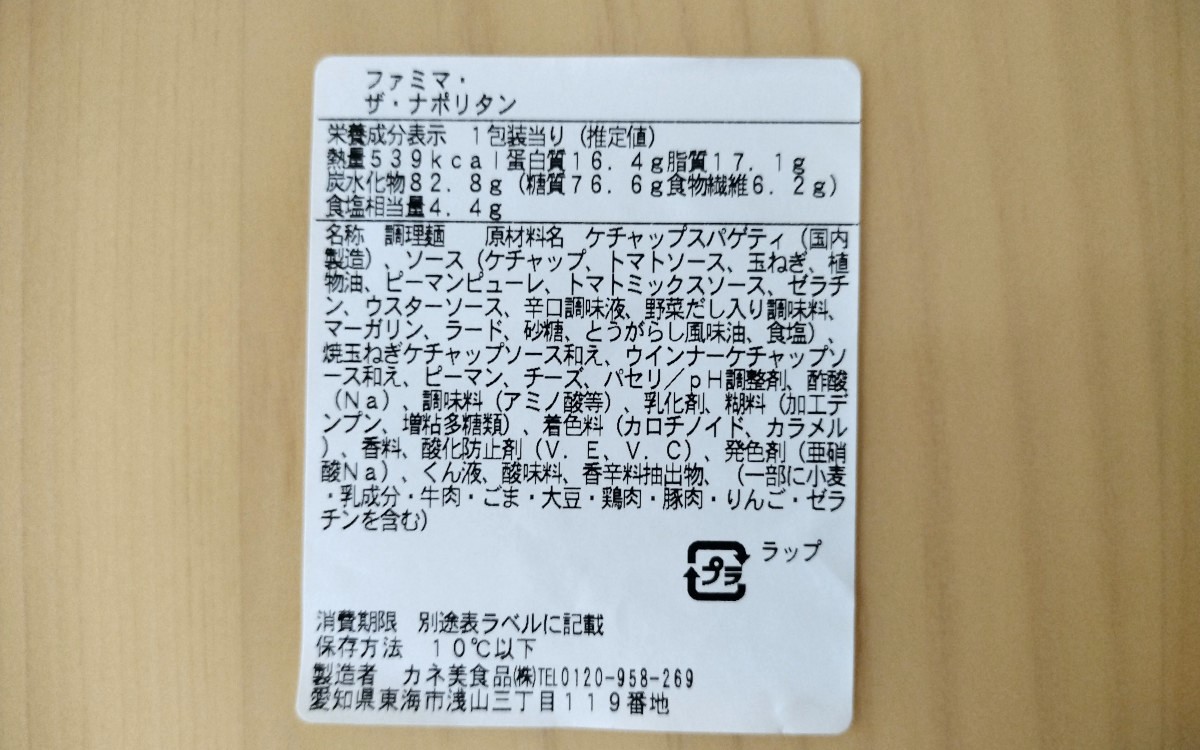 ファミマ・
ザ・ナポリタン
栄養成分表示　１包装当り（推定値）
熱量５３９ｋｃａｌ蛋白質１６．４ｇ脂質１７．１ｇ
炭水化物８２．８ｇ（糖質７６．６ｇ食物繊維６．２ｇ）
食塩相当量４．４ｇ
名称　調理麺　　原材料名　ケチャップスパゲティ（国内
製造）、ソース（ケチャップ、トマトソース、玉ねぎ、植
物油、ピーマンピューレ、トマトミックスソース、ゼラチ
ン、ウスターソース、辛口調味液、野菜だし入り調味料、
マーガリン、ラード、砂糖、とうがらし風味油、食塩）、
焼玉ねぎケチャップソース和え、ウインナーケチャップソ
ース和え、ピーマン、チーズ、パセリ／ｐＨ調整剤、酢酸
（Ｎａ）、調味料（アミノ酸等）、乳化剤、糊料（加工デ
ンプン、増粘多糖類）、着色料（カロチノイド、カラメル
）、香料、酸化防止剤（Ｖ．Ｅ、Ｖ．Ｃ）、発色剤（亜硝
酸Ｎａ）、くん液、酸味料、香辛料抽出物、（一部に小麦
・乳成分・牛肉・ごま・大豆・鶏肉・豚肉・りんご・ゼラ
チンを含む）
プラ ラップ
消費期限　別途表ラベルに記載
保存方法　１０℃以下
製造者　カネ美食品㈱TEL0120-958-269
愛知県東海市浅山三丁目１１９番地